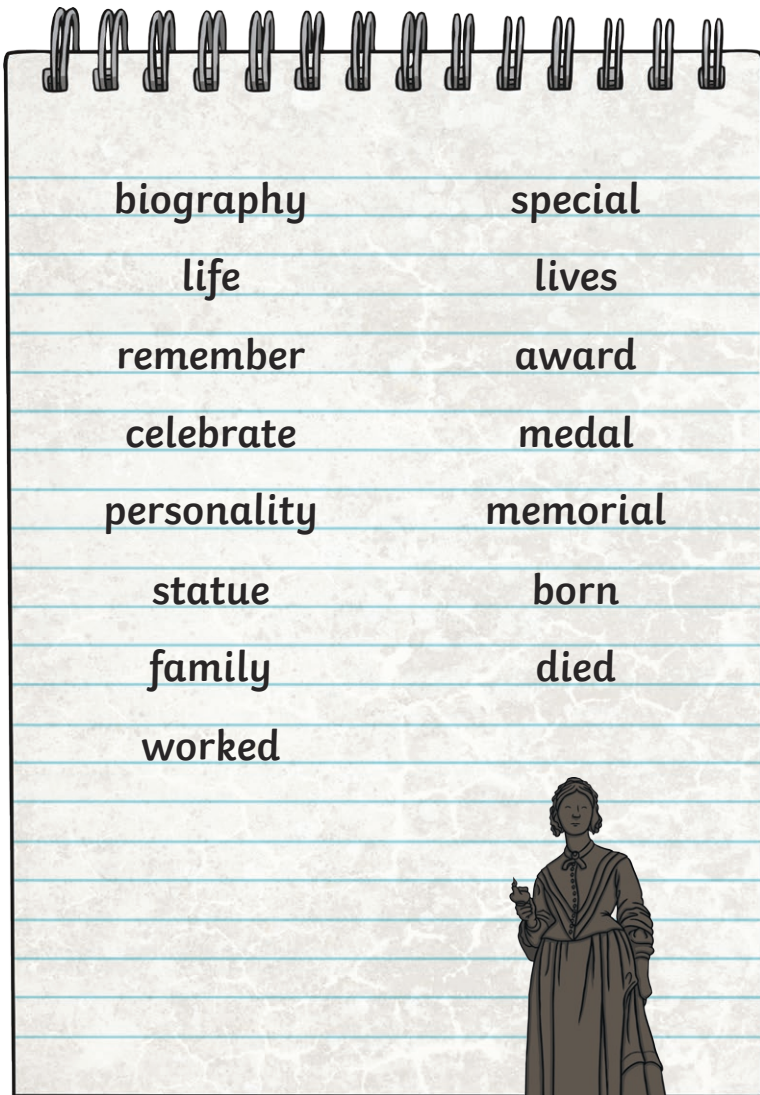 biography special
life lives
remember award
celebrate medal
personality memorial
statue born
family died
worked